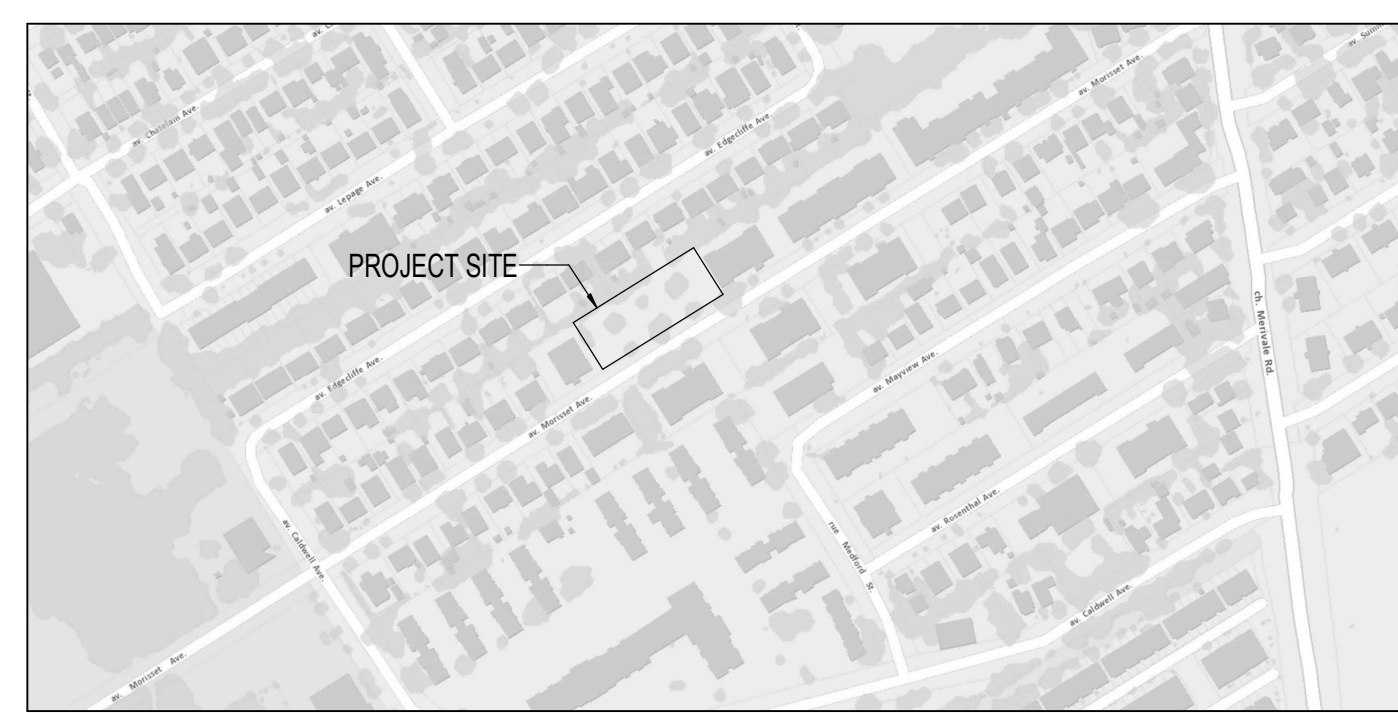 av. Morisset Ave.
av. Chatelain Ave.
av. Edgecliffe Ave.
av. Lepage Ave.
PROJECT SITE
ch. Merivale Rd.
av. Edgecliffe Ave.
av. Mayview Ave.
av. Morisset Ave.
av. Rosenthal Ave.
av. Caldwell Ave.
rue Medford St.
av. Caldwell Ave.
av. Morisset Ave.